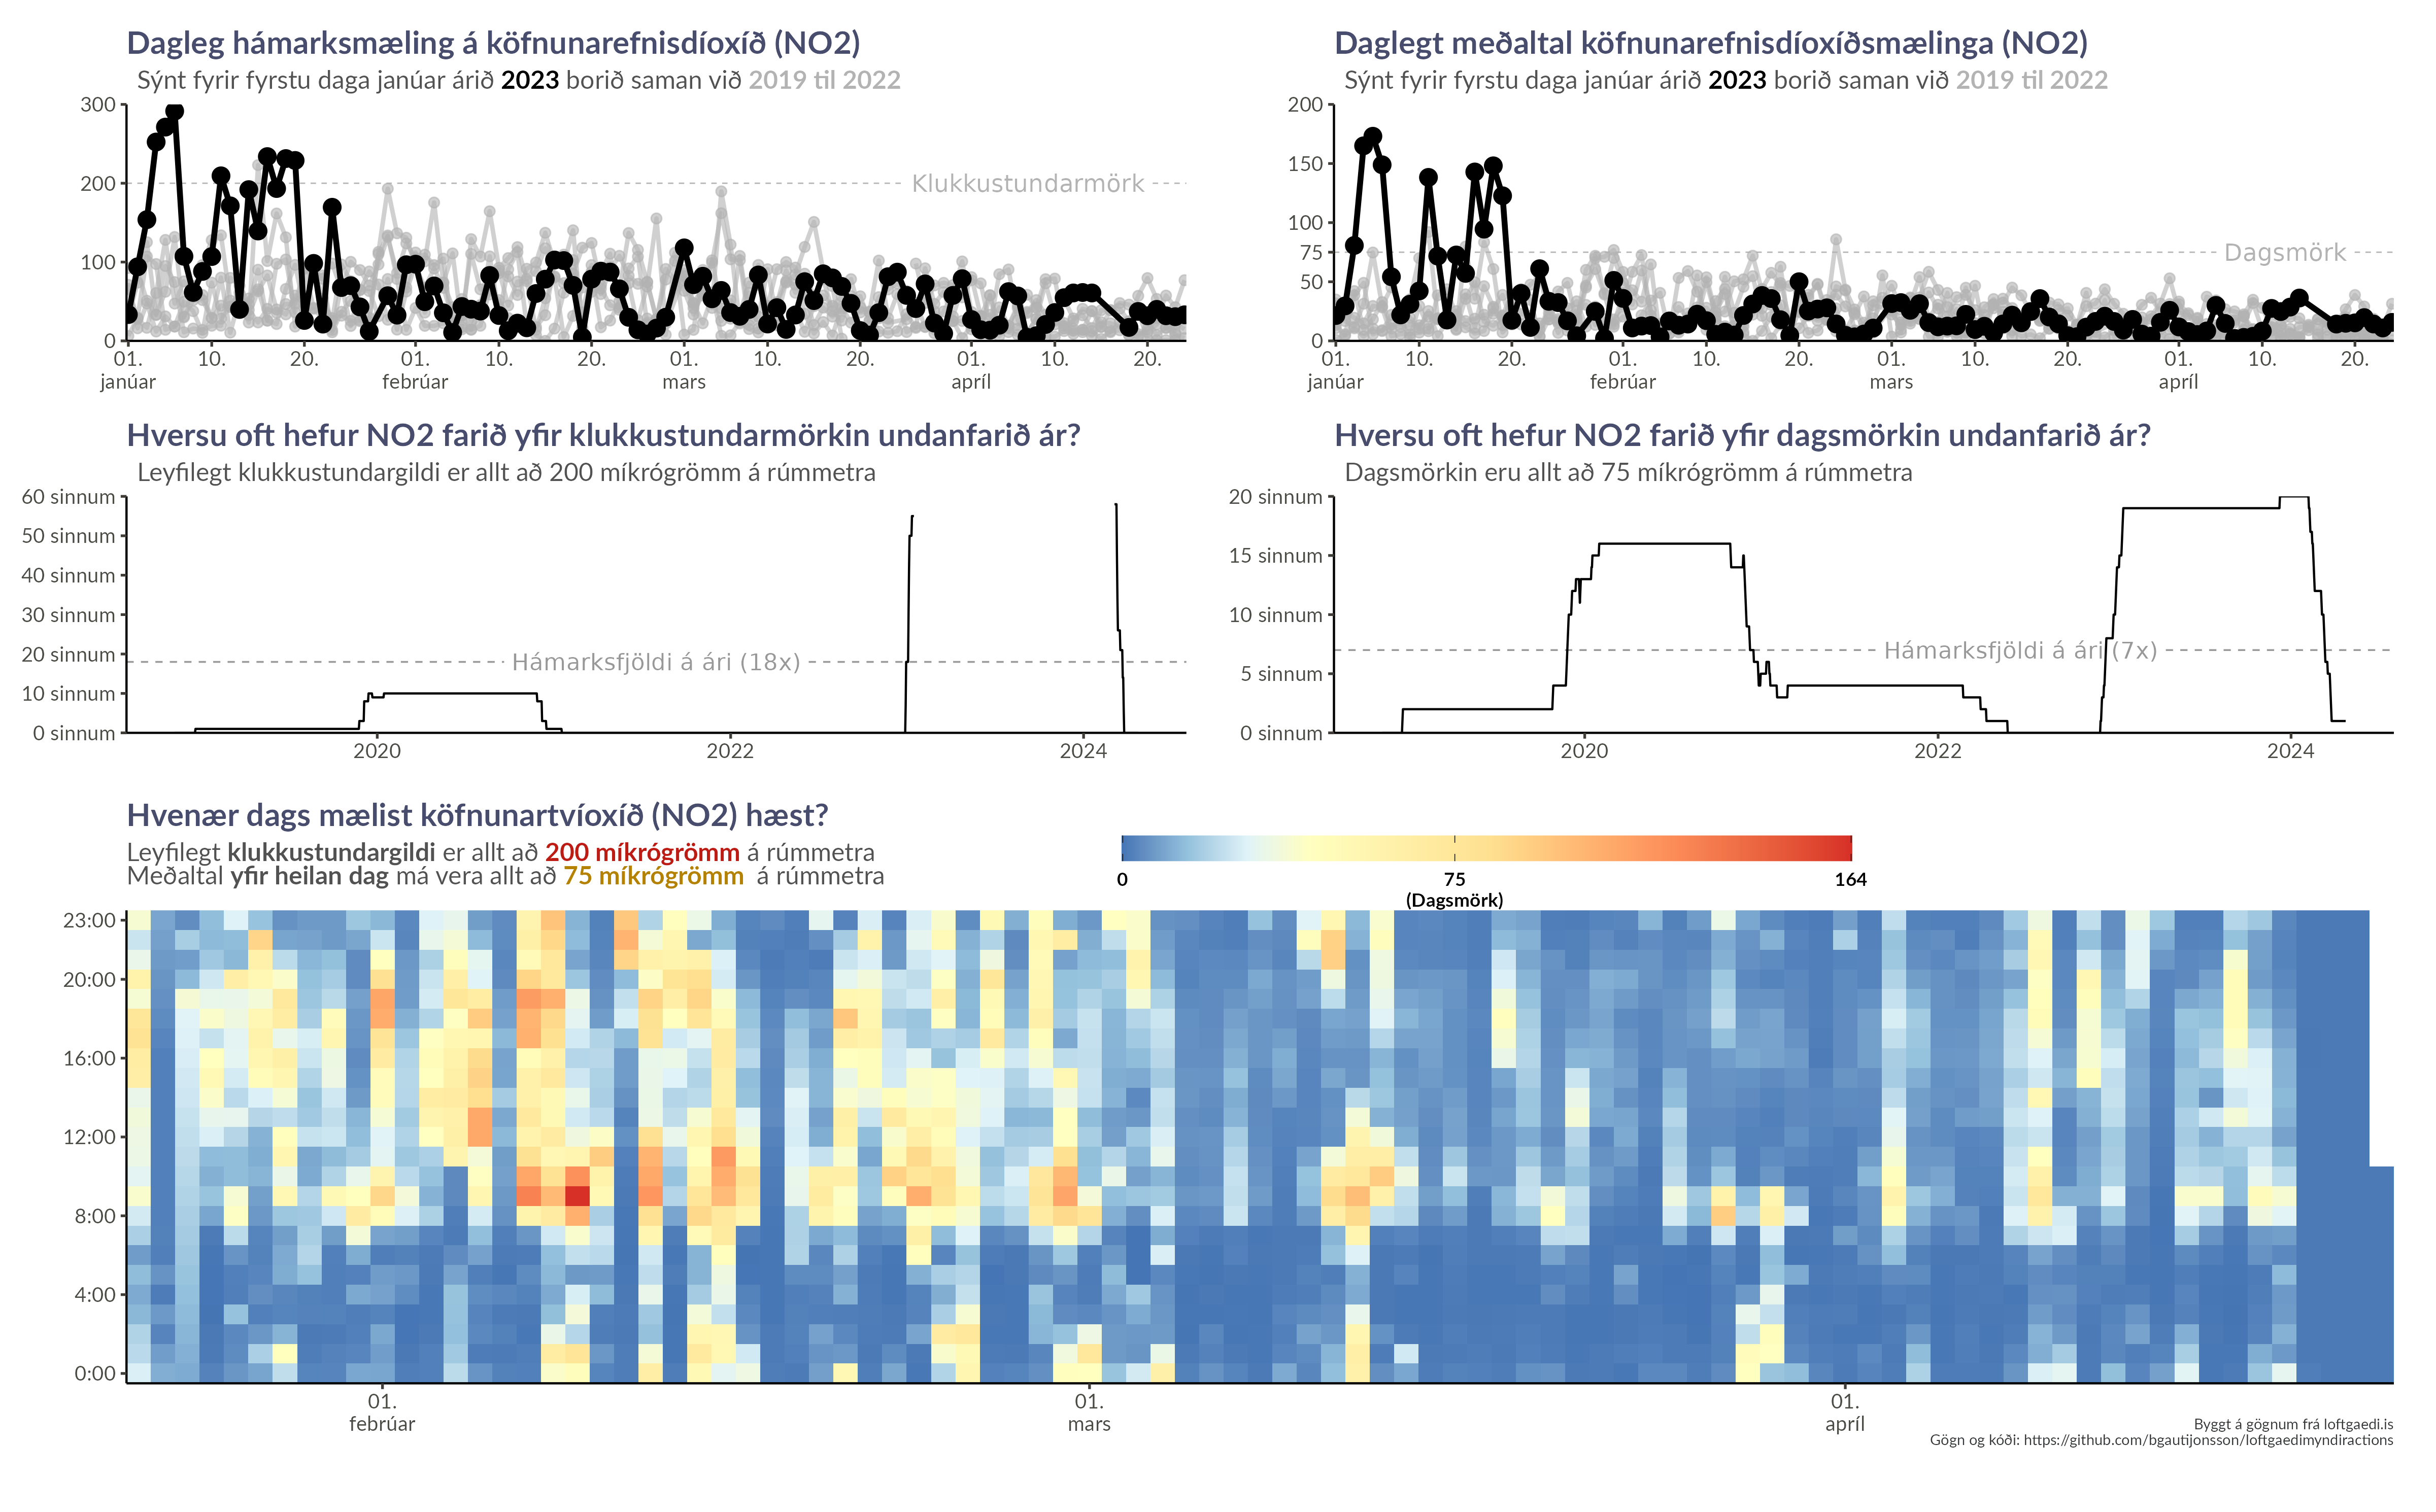 Dagleg hámarksmæling á köfnunarefnisdíoxíð (NO2)
Sýnt fyrir fyrstu daga janúar árið 2023 borið saman við 2019 til 2022
300
200
100
0
Klukkustundarmörk
01. 10. 20. 01. 10. 20. 01. 10. 20. 01. 10. 20.
janúar febrúar mars apríl
Daglegt meðaltal köfnunarefnisdíoxíðsmælinga (NO2)
Sýnt fyrir fyrstu daga janúar árið 2023 borið saman við 2019 til 2022
200
150
100
75
50
0
Dagsmörk
01. 10. 20. 01. 10. 20. 01. 10. 20. 01. 10. 20.
janúar febrúar mars apríl
Hversu oft hefur NO2 farið yfir klukkustundarmörkin undanfarið ár?
Leyfilegt klukkustundargildi er allt að 200 míkrógrömm á rúmmetra
60 sinnum
50 sinnum
40 sinnum
30 sinnum
20 sinnum
10 sinnum
0 sinnum
Hámarksfjöldi á ári (18x)
2020 2022 2024
Hversu oft hefur NO2 farið yfir dagsmörkin undanfarið ár?
Dagsmörkin eru allt að 75 míkrógrömm á rúmmetra
20 sinnum
15 sinnum
10 sinnum
5 sinnum
0 sinnum
Hámarksfjöldi á ári (7x)
2020 2022 2024
Hvenær dags mælist köfnunartvíoxíð (NO2) hæst?
Leyfilegt klukkustundargildi er allt að 200 míkrógrömm á rúmmetra
Meðaltal yfir heilan dag má vera allt að 75 míkrógrömm á rúmmetra
0 75 164
(Dagsmörk)
23:00
20:00
16:00
12:00
8:00
4:00
0:00
01. 01. 01.
febrúar mars apríl
Byggt á gögnum frá loftgaedi.is
Gögn og kóði: https://github.com/bgautijonsson/loftgaedimyndiractions